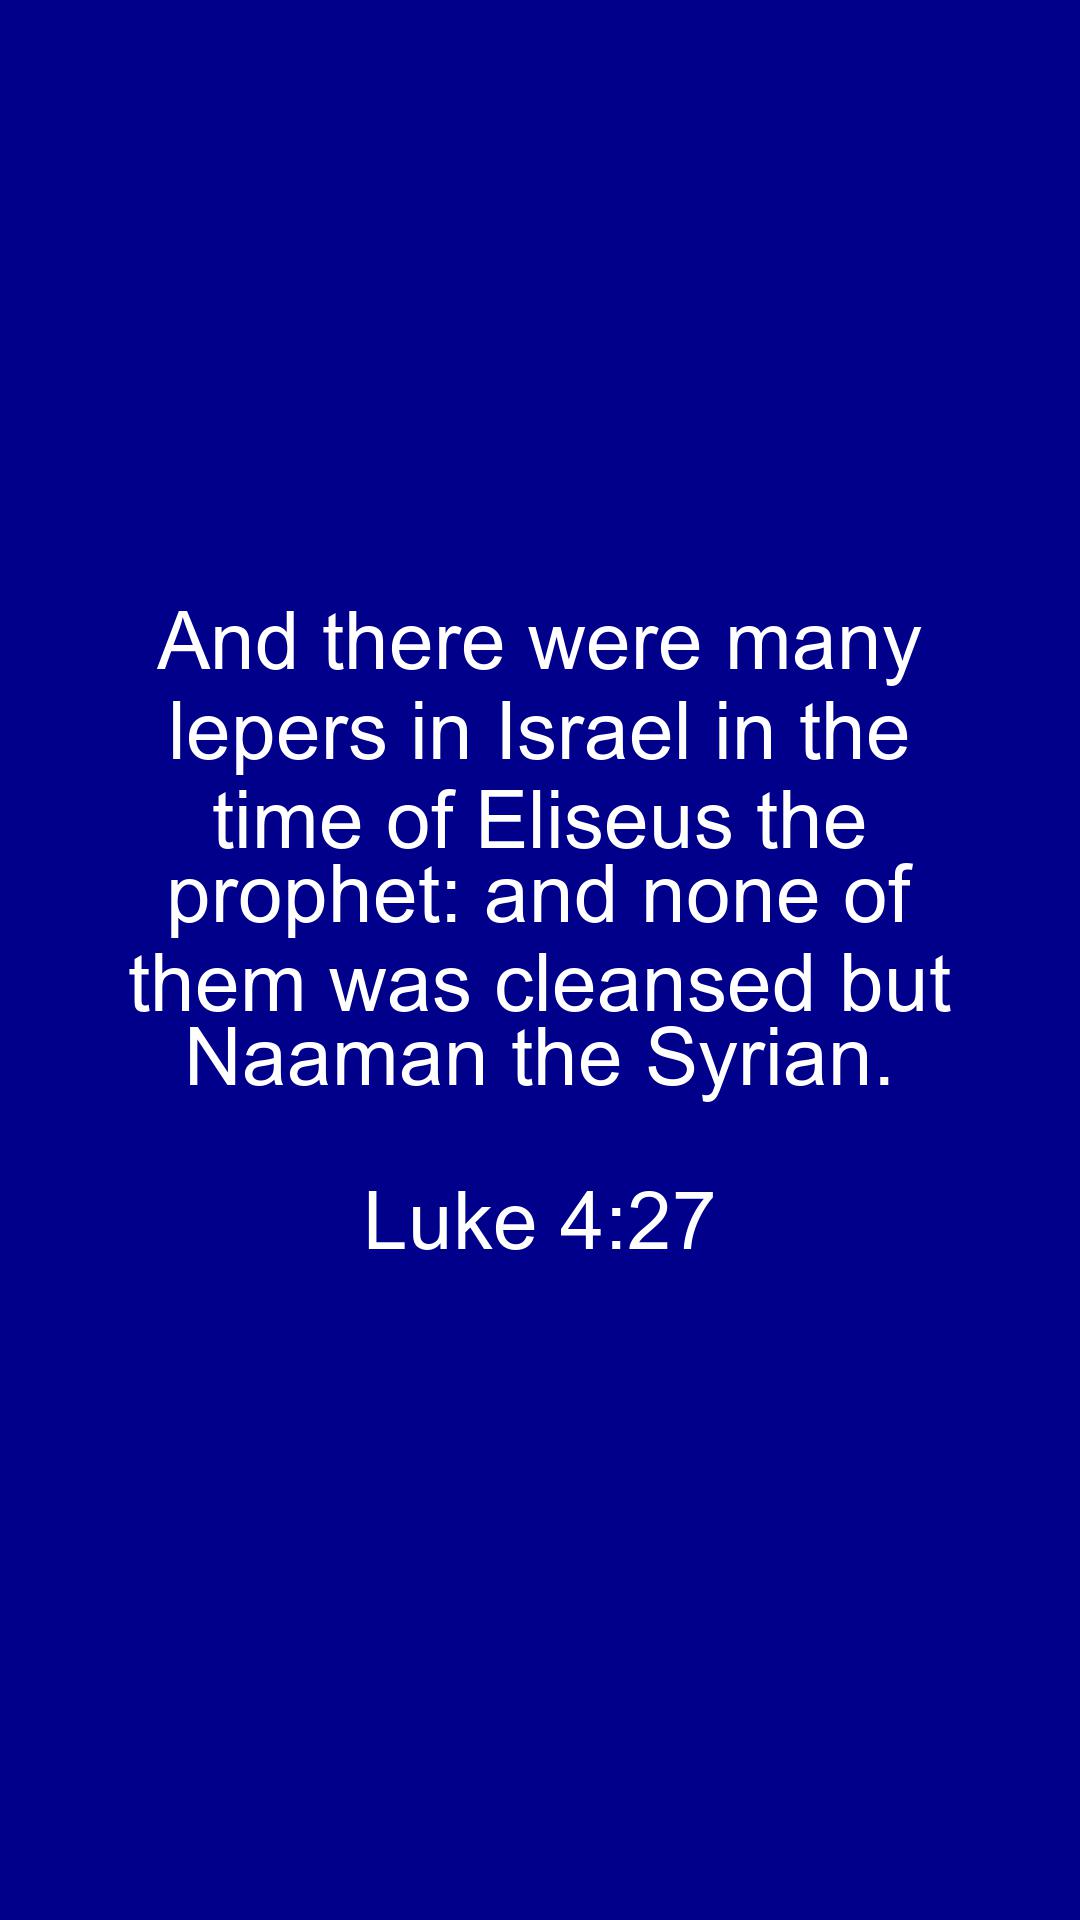 And there were many
lepers in Israel in the
time of Eliseus the
prophet: and none of
them was cleansed but
Naaman the Syrian.
Luke 4:27